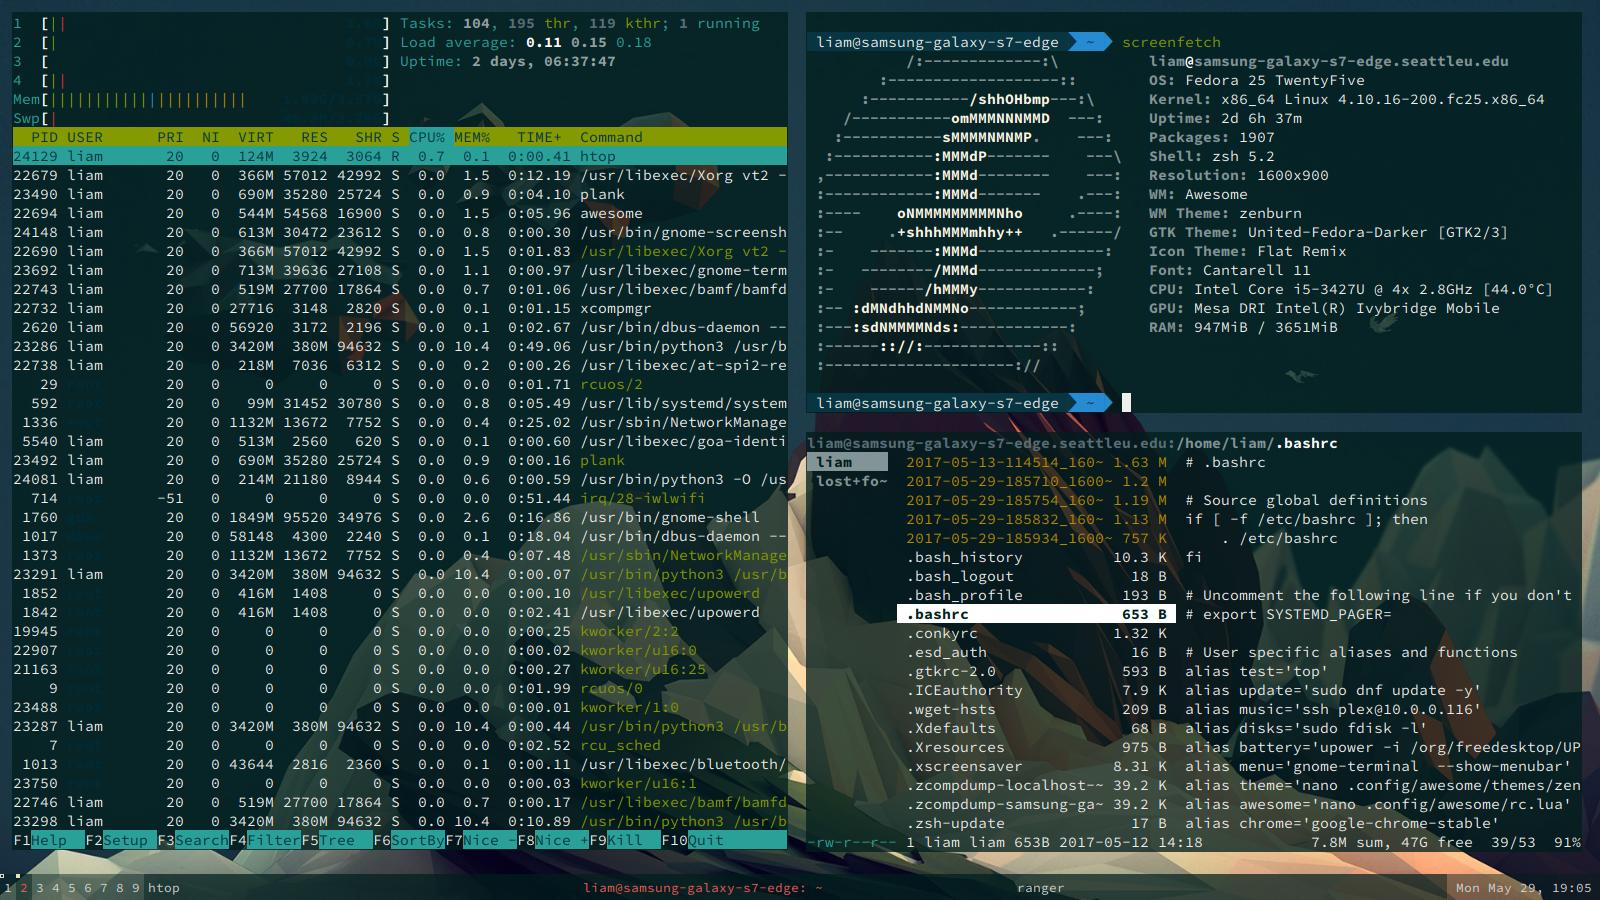 1 [|| ]
2 [| ]
3 [ ]
4 [|| ]
Mem[||||||||||||||||||||||
Swp[|
Tasks: 104, 195 thr, 119 kthr; 1 running
Load average: 0.11 0.15 0.18
Uptime: 2 days, 06:37:47
PID USER PRI NI VIRT RES SHR S CPU% MEM% TIME+ Command
24129 liam 20 0 124M 3924 3064 R 0.7 0.1 0:00.41 htop
22679 liam 20 0 366M 57012 42992 S 0.0 1.5 0:12.19 /usr/libexec/Xorg vt2 -
23490 liam 20 0 690M 35280 25724 S 0.0 0.9 0:04.10 plank
22694 liam 20 0 544M 54568 16900 S 0.0 1.5 0:05.96 awesome
24148 liam 20 0 613M 30472 23612 S 0.0 0.8 0:00.30 /usr/bin/gnome-screensh
22690 liam 20 0 366M 57012 42992 S 0.0 1.5 0:01.83 /usr/libexec/Xorg vt2 -
23692 liam 20 0 713M 39636 27108 S 0.0 1.1 0:00.97 /usr/libexec/gnome-term
22743 liam 20 0 519M 27700 17864 S 0.0 0.7 0:01.06 /usr/libexec/bamf/bamfd
22732 liam 20 0 27716 3148 2820 S 0.0 0.1 0:01.15 xcompmgr
2620 liam 20 0 56920 3172 2196 S 0.0 0.1 0:02.67 /usr/bin/dbus-daemon --
23286 liam 20 0 3420M 380M 94632 S 0.0 10.4 0:49.06 /usr/bin/python3 /usr/b
22738 liam 20 0 218M 7036 6312 S 0.0 0.2 0:00.26 /usr/libexec/at-spi2-re
29 20 0 0 0 0 S 0.0 0.0 0:01.71 rcuos/2
592 20 0 99M 31452 30780 S 0.0 0.8 0:05.49 /usr/lib/systemd/system
1336 20 0 1132M 13672 7752 S 0.0 0.4 0:25.02 /usr/sbin/NetworkManage
5540 liam 20 0 513M 2560 620 S 0.0 0.1 0:00.60 /usr/libexec/goa-identi
23492 liam 20 0 690M 35280 25724 S 0.0 0.9 0:00.16 plank
24081 liam 20 0 214M 21180 8944 S 0.0 0.6 0:00.59 /usr/bin/python3 -O /us
714 -51 0 0 0 0 S 0.0 0.0 0:51.44 irq/28-iwlwifi
1760 20 0 1849M 95520 34976 S 0.0 2.6 0:16.86 /usr/bin/gnome-shell
1017 20 0 58148 4300 2240 S 0.0 0.1 0:18.04 /usr/bin/dbus-daemon --
1373 20 0 1132M 13672 7752 S 0.0 0.4 0:07.48 /usr/sbin/NetworkManage
23291 liam 20 0 3420M 380M 94632 S 0.0 10.4 0:00.07 /usr/bin/python3 /usr/b
1852 20 0 416M 1408 0 S 0.0 0.0 0:00.10 /usr/libexec/upowerd
1842 20 0 416M 1408 0 S 0.0 0.0 0:02.41 /usr/libexec/upowerd
19945 20 0 0 0 0 S 0.0 0.0 0:00.25 kworker/2:2
22907 20 0 0 0 0 S 0.0 0.0 0:00.02 kworker/u16:0
21163 20 0 0 0 0 S 0.0 0.0 0:00.27 kworker/u16:25
9 20 0 0 0 0 S 0.0 0.0 0:01.99 rcuos/0
23488 20 0 0 0 0 S 0.0 0.0 0:00.01 kworker/1:0
23287 liam 20 0 3420M 380M 94632 S 0.0 10.4 0:00.44 /usr/bin/python3 /usr/b
7 20 0 0 0 0 S 0.0 0.0 0:02.52 rcu_sched
1013 20 0 43644 2816 2360 S 0.0 0.1 0:00.11 /usr/libexec/bluetooth/
23750 20 0 0 0 0 S 0.0 0.0 0:00.03 kworker/u16:1
22746 liam 20 0 519M 27700 17864 S 0.0 0.7 0:00.17 /usr/libexec/bamf/bamfd
23298 liam 20 0 3420M 380M 94632 S 0.0 10.4 0:10.89 /usr/bin/python3 /usr/b
F1Help F2Setup F3SearchF4FilterF5Tree F6SortByF7Nice -F8Nice +F9Kill F10Quit
liam@samsung-galaxy-s7-edge ~ screenfetch
/:-------------:\ liam@samsung-galaxy-s7-edge.seattleu.edu
:-------------------:: OS: Fedora 25 TwentyFive
:-----------/shhOHbmp---:\ Kernel: x86_64 Linux 4.10.16-200.fc25.x86_64
/-----------omMMMNNNMMD ---: Uptime: 2d 6h 37m
:-----------sMMMMNMNMP. ---: Packages: 1907
:-----------:MMMdP------- ---\ Shell: zsh 5.2
,------------:MMMd-------- ---: Resolution: 1600x900
:------------:MMMd------- .---: WM: Awesome
:---- oNMMMMMMMMMNho .----: WM Theme: zenburn
:-- .+shhhMMMmhhy++ .------/ GTK Theme: United-Fedora-Darker [GTK2/3]
:- -------:MMMd--------------: Icon Theme: Flat Remix
:- --------/MMMd-------------; Font: Cantarell 11
:- ------/hMMMy------------: CPU: Intel Core i5-3427U @ 4x 2.8GHz [44.0°C]
:-- :dMNdhhdNMMNo------------; GPU: Mesa DRI Intel(R) Ivybridge Mobile
:---:sdNMMMMNds:------------: RAM: 947MiB / 3651MiB
:------:://:-------------::
:---------------------://
liam@samsung-galaxy-s7-edge ~
liam@samsung-galaxy-s7-edge.seattleu.edu:/home/liam/.bashrc
liam 2017-05-13-114514_160~ 1.63 M # .bashrc
lost+fo~ 2017-05-29-185710_1600~ 1.2 M
2017-05-29-185754_160~ 1.19 M # Source global definitions
2017-05-29-185832_160~ 1.13 M if [ -f /etc/bashrc ]; then
2017-05-29-185934_1600~ 757 K . /etc/bashrc
.bash_history 10.3 K fi
.bash_logout 18 B
.bash_profile 193 B # Uncomment the following line if you don't
.bashrc 653 B # export SYSTEMD_PAGER=
.conkyrc 1.32 K
.esd_auth 16 B # User specific aliases and functions
.gtkrc-2.0 593 B alias test='top'
.ICEauthority 7.9 K alias update='sudo dnf update -y'
.wget-hsts 209 B alias music='ssh plex@10.0.0.116'
.Xdefaults 68 B alias disks='sudo fdisk -l'
.Xresources 975 B alias battery='upower -i /org/freedesktop/UP
.xscreensaver 8.31 K alias menu='gnome-terminal --show-menubar'
.zcompdump-localhost-~ 39.2 K alias theme='nano .config/awesome/themes/zen
.zcompdump-samsung-ga~ 39.2 K alias awesome='nano .config/awesome/rc.lua'
.zsh-update 17 B alias chrome='google-chrome-stable'
-rw-r--r-- 1 liam liam 653B 2017-05-12 14:18 7.8M sum, 47G free 39/53 91%
1 2 3 4 5 6 7 8 9 htop liam@samsung-galaxy-s7-edge: ~ ranger Mon May 29, 19:05